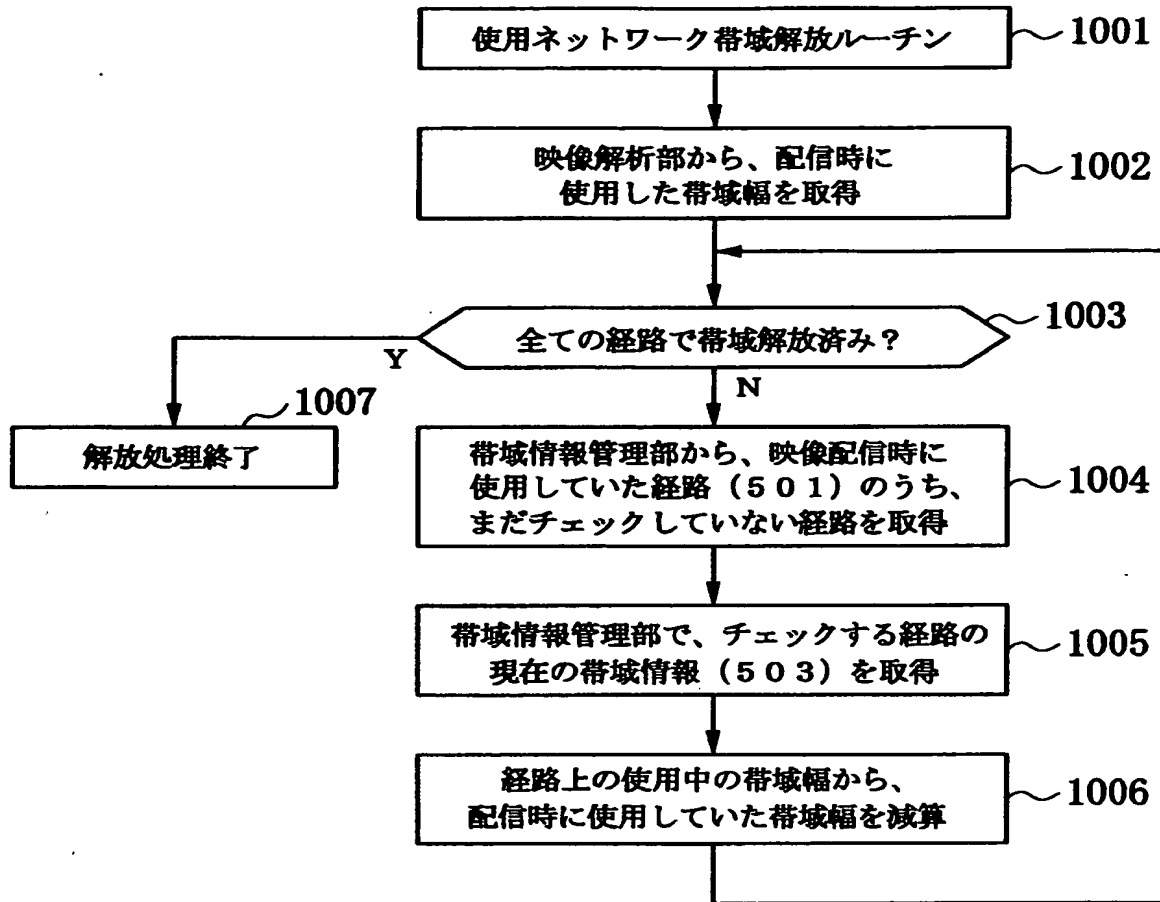 使用ネットワーク帯域解放ルーチン
1001
映像解析部から、配信時に
使用した帯域幅を取得
1002
全ての経路で帯域解放済み？
1003
Y
N
1007
解放処理終了
帯域情報管理部から、映像配信時に
使用していた経路（５０１）のうち、
まだチェックしていない経路を取得
1004
帯域情報管理部で、チェックする経路の
現在の帯域情報（５０３）を取得
1005
経路上の使用中の帯域幅から、
配信時に使用していた帯域幅を減算
1006